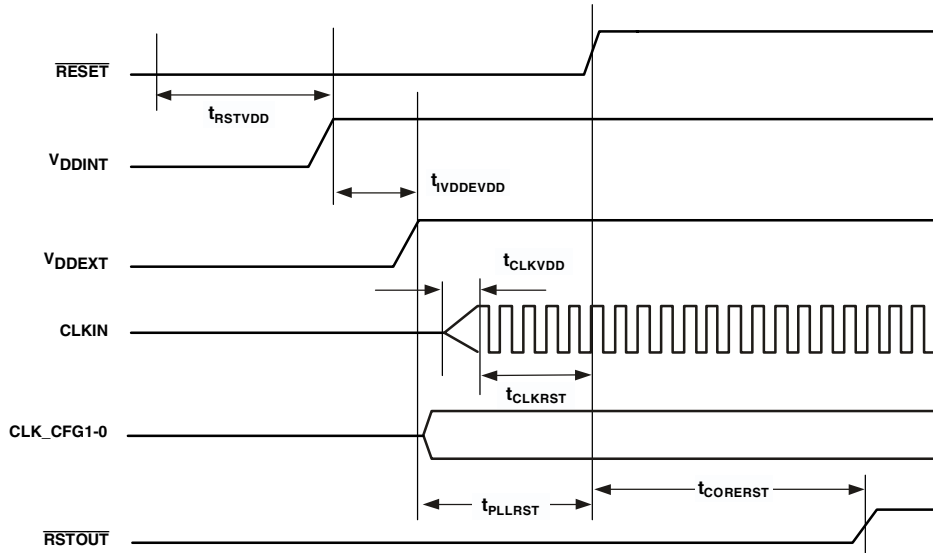 RESET
tRSTVDD
VDDINT
tIVDDEVDD
VDDEXT
tCLKVDD
CLKIN
tCLKRST
CLK_CFG1-0
tPLLRST
tCORERST
RSTOUT